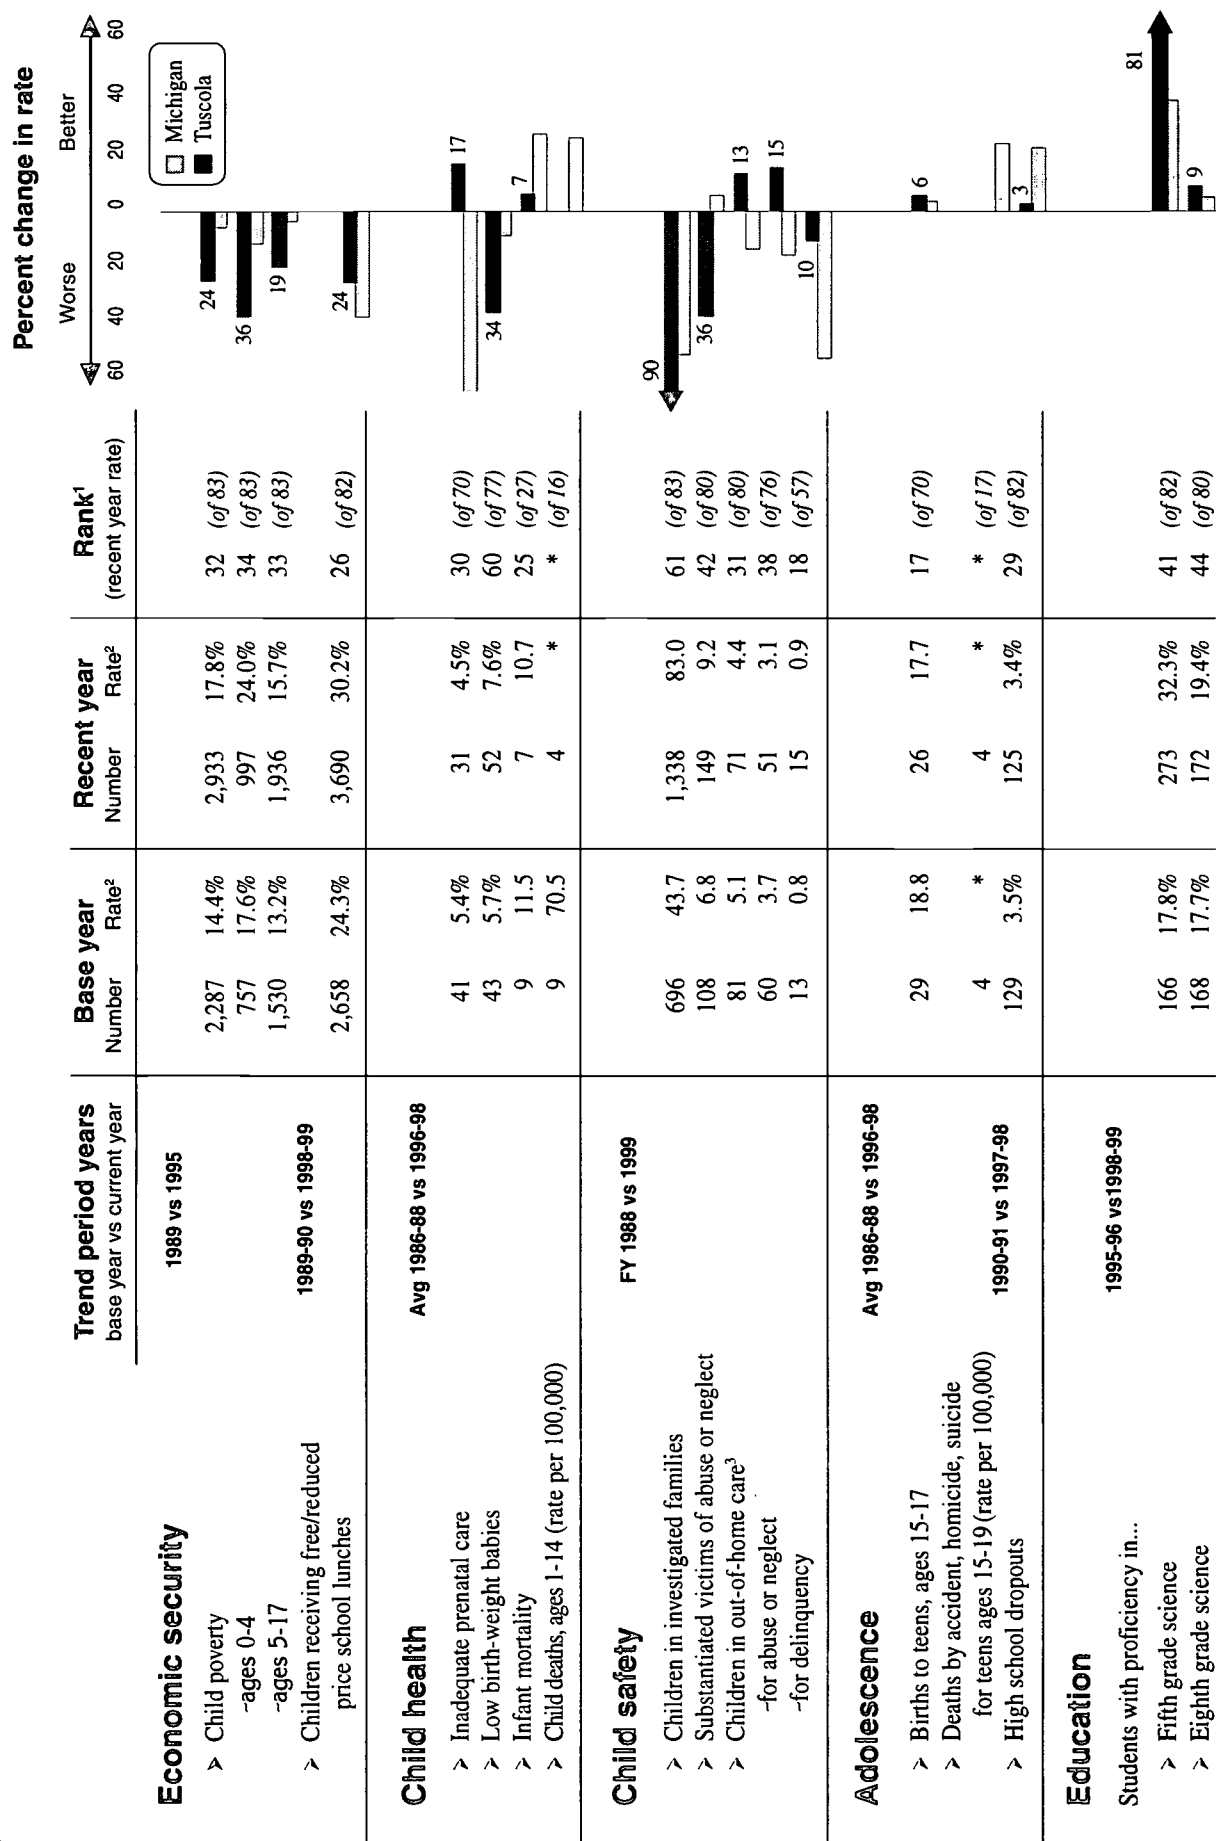 Percent change in rate
Worse Better
60 40 20 0 20 40 60
Michigan
Tuscola
Trend period years Base year Recent year Rank¹
base year vs current year Number Rate² Number Rate² (recent year rate)
Economic security 1989 vs 1995
➢ Child poverty 2,287 14.4% 2,933 17.8% 32 (of 83) 24
-ages 0-4 757 17.6% 997 24.0% 34 (of 83) 36
-ages 5-17 1,530 13.2% 1,936 15.7% 33 (of 83) 19
➢ Children receiving free/reduced 1989-90 vs 1998-99
price school lunches 2,658 24.3% 3,690 30.2% 26 (of 82) 24
Child health Avg 1986-88 vs 1996-98
➢ Inadequate prenatal care 41 5.4% 31 4.5% 30 (of 70) 17
➢ Low birth-weight babies 43 5.7% 52 7.6% 60 (of 77) 34
➢ Infant mortality 9 11.5 7 10.7 25 (of 27) 7
➢ Child deaths, ages 1-14 (rate per 100,000) 9 70.5 4 * * (of 16)
Child safety FY 1988 vs 1999
➢ Children in investigated families 696 43.7 1,338 83.0 61 (of 83) 90
➢ Substantiated victims of abuse or neglect 108 6.8 149 9.2 42 (of 80) 36
➢ Children in out-of-home care³ 81 5.1 71 4.4 31 (of 80) 13
-for abuse or neglect 60 3.7 51 3.1 38 (of 76) 15
-for delinquency 13 0.8 15 0.9 18 (of 57) 10
Adolescence Avg 1986-88 vs 1996-98
➢ Births to teens, ages 15-17 29 18.8 26 17.7 17 (of 70) 6
➢ Deaths by accident, homicide, suicide
for teens ages 15-19 (rate per 100,000) 4 * 4 * * (of 17)
➢ High school dropouts 1990-91 vs 1997-98 129 3.5% 125 3.4% 29 (of 82) 3
Education
Students with proficiency in... 1995-96 vs1998-99
➢ Fifth grade science 166 17.8% 273 32.3% 41 (of 82) 81
➢ Eighth grade science 168 17.7% 172 19.4% 44 (of 80) 9